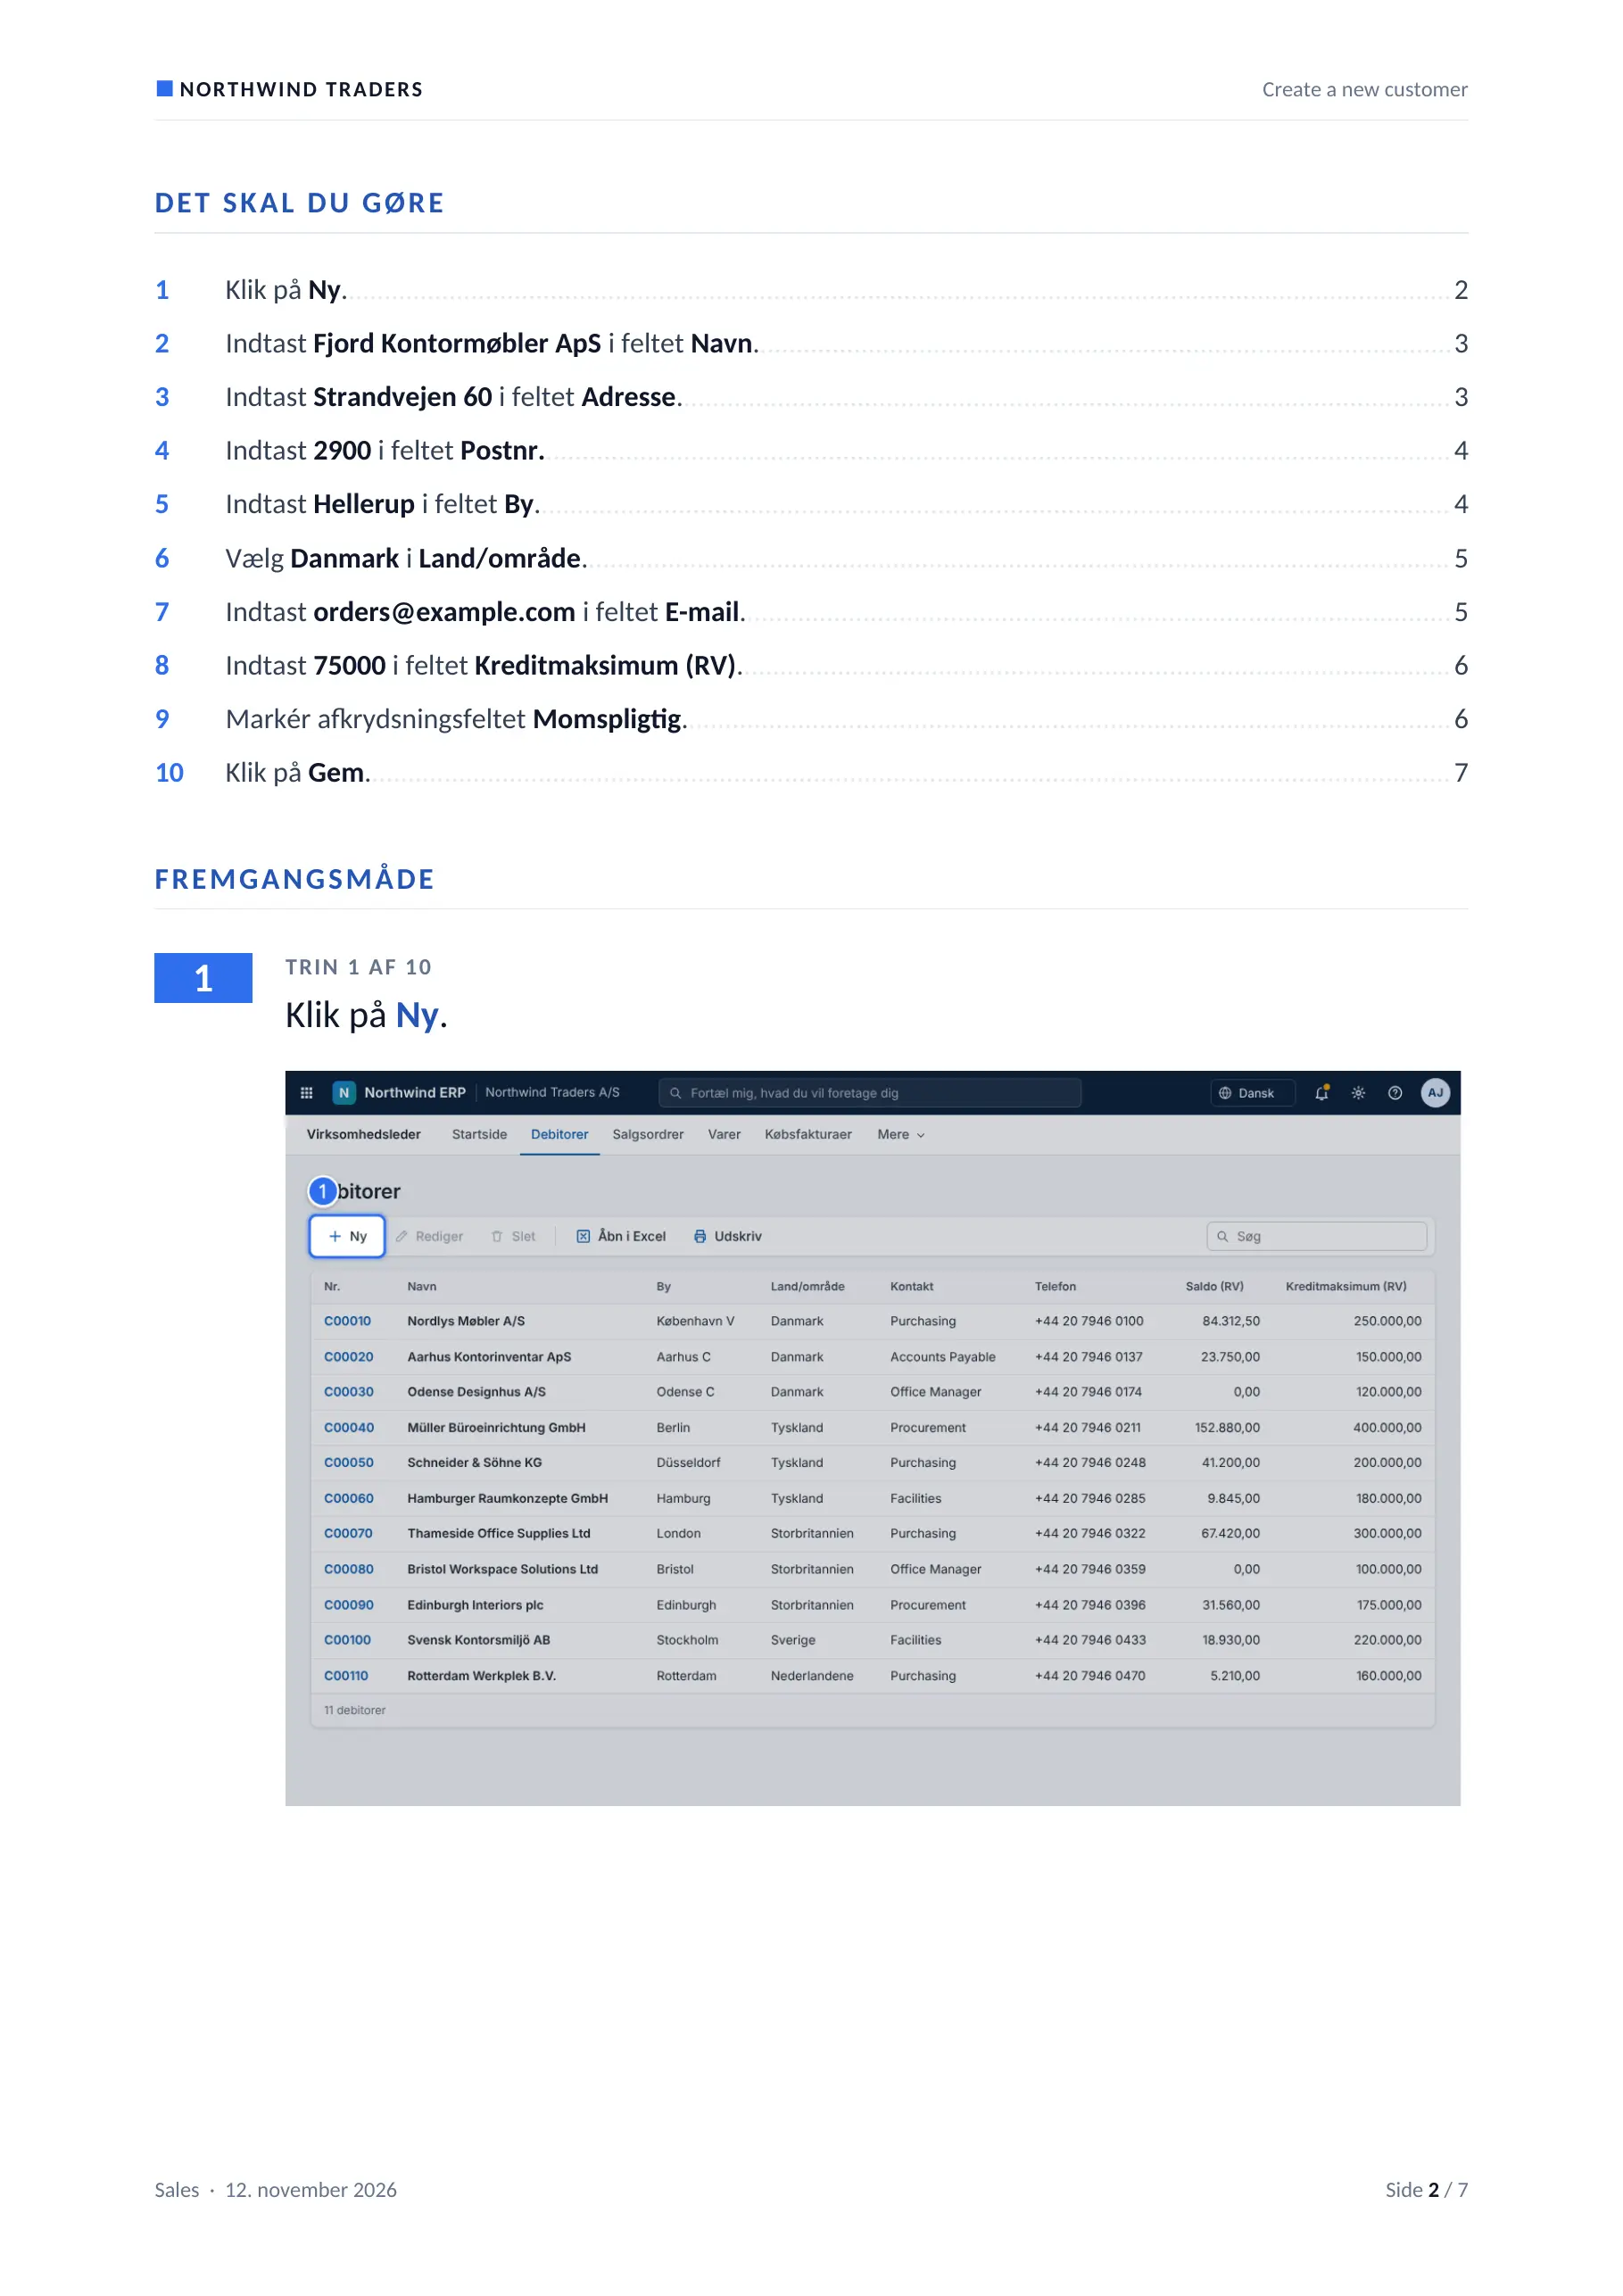 NORTHWIND TRADERS Create a new customer
DET SKAL DU GØRE
1 Klik på Ny. 2
2 Indtast Fjord Kontormøbler ApS i feltet Navn. 3
3 Indtast Strandvejen 60 i feltet Adresse. 3
4 Indtast 2900 i feltet Postnr. 4
5 Indtast Hellerup i feltet By. 4
6 Vælg Danmark i Land/område. 5
7 Indtast orders@example.com i feltet E-mail. 5
8 Indtast 75000 i feltet Kreditmaksimum (RV). 6
9 Markér afkrydsningsfeltet Momspligtig. 6
10 Klik på Gem. 7
FREMGANGSMÅDE
1 TRIN 1 AF 10
Klik på Ny.
N Northwind ERP Northwind Traders A/S Fortæl mig, hvad du vil foretage dig Dansk AJ
Virksomhedsleder Startside Debitorer Salgsordrer Varer Købsfakturaer Mere
1 bitorer
Ny Rediger Slet Åbn i Excel Udskriv Søg
Nr. Navn By Land/område Kontakt Telefon Saldo (RV) Kreditmaksimum (RV)
C00010 Nordlys Møbler A/S København V Danmark Purchasing +44 20 7946 0100 84.312,50 250.000,00
C00020 Aarhus Kontorinventar ApS Aarhus C Danmark Accounts Payable +44 20 7946 0137 23.750,00 150.000,00
C00030 Odense Designhus A/S Odense C Danmark Office Manager +44 20 7946 0174 0,00 120.000,00
C00040 Müller Büroeinrichtung GmbH Berlin Tyskland Procurement +44 20 7946 0211 152.880,00 400.000,00
C00050 Schneider & Söhne KG Düsseldorf Tyskland Purchasing +44 20 7946 0248 41.200,00 200.000,00
C00060 Hamburger Raumkonzepte GmbH Hamburg Tyskland Facilities +44 20 7946 0285 9.845,00 180.000,00
C00070 Thameside Office Supplies Ltd London Storbritannien Purchasing +44 20 7946 0322 67.420,00 300.000,00
C00080 Bristol Workspace Solutions Ltd Bristol Storbritannien Office Manager +44 20 7946 0359 0,00 100.000,00
C00090 Edinburgh Interiors plc Edinburgh Storbritannien Procurement +44 20 7946 0396 31.560,00 175.000,00
C00100 Svensk Kontorsmiljö AB Stockholm Sverige Facilities +44 20 7946 0433 18.930,00 220.000,00
C00110 Rotterdam Werkplek B.V. Rotterdam Nederlandene Purchasing +44 20 7946 0470 5.210,00 160.000,00
11 debitorer
Sales · 12. november 2026 Side 2 / 7